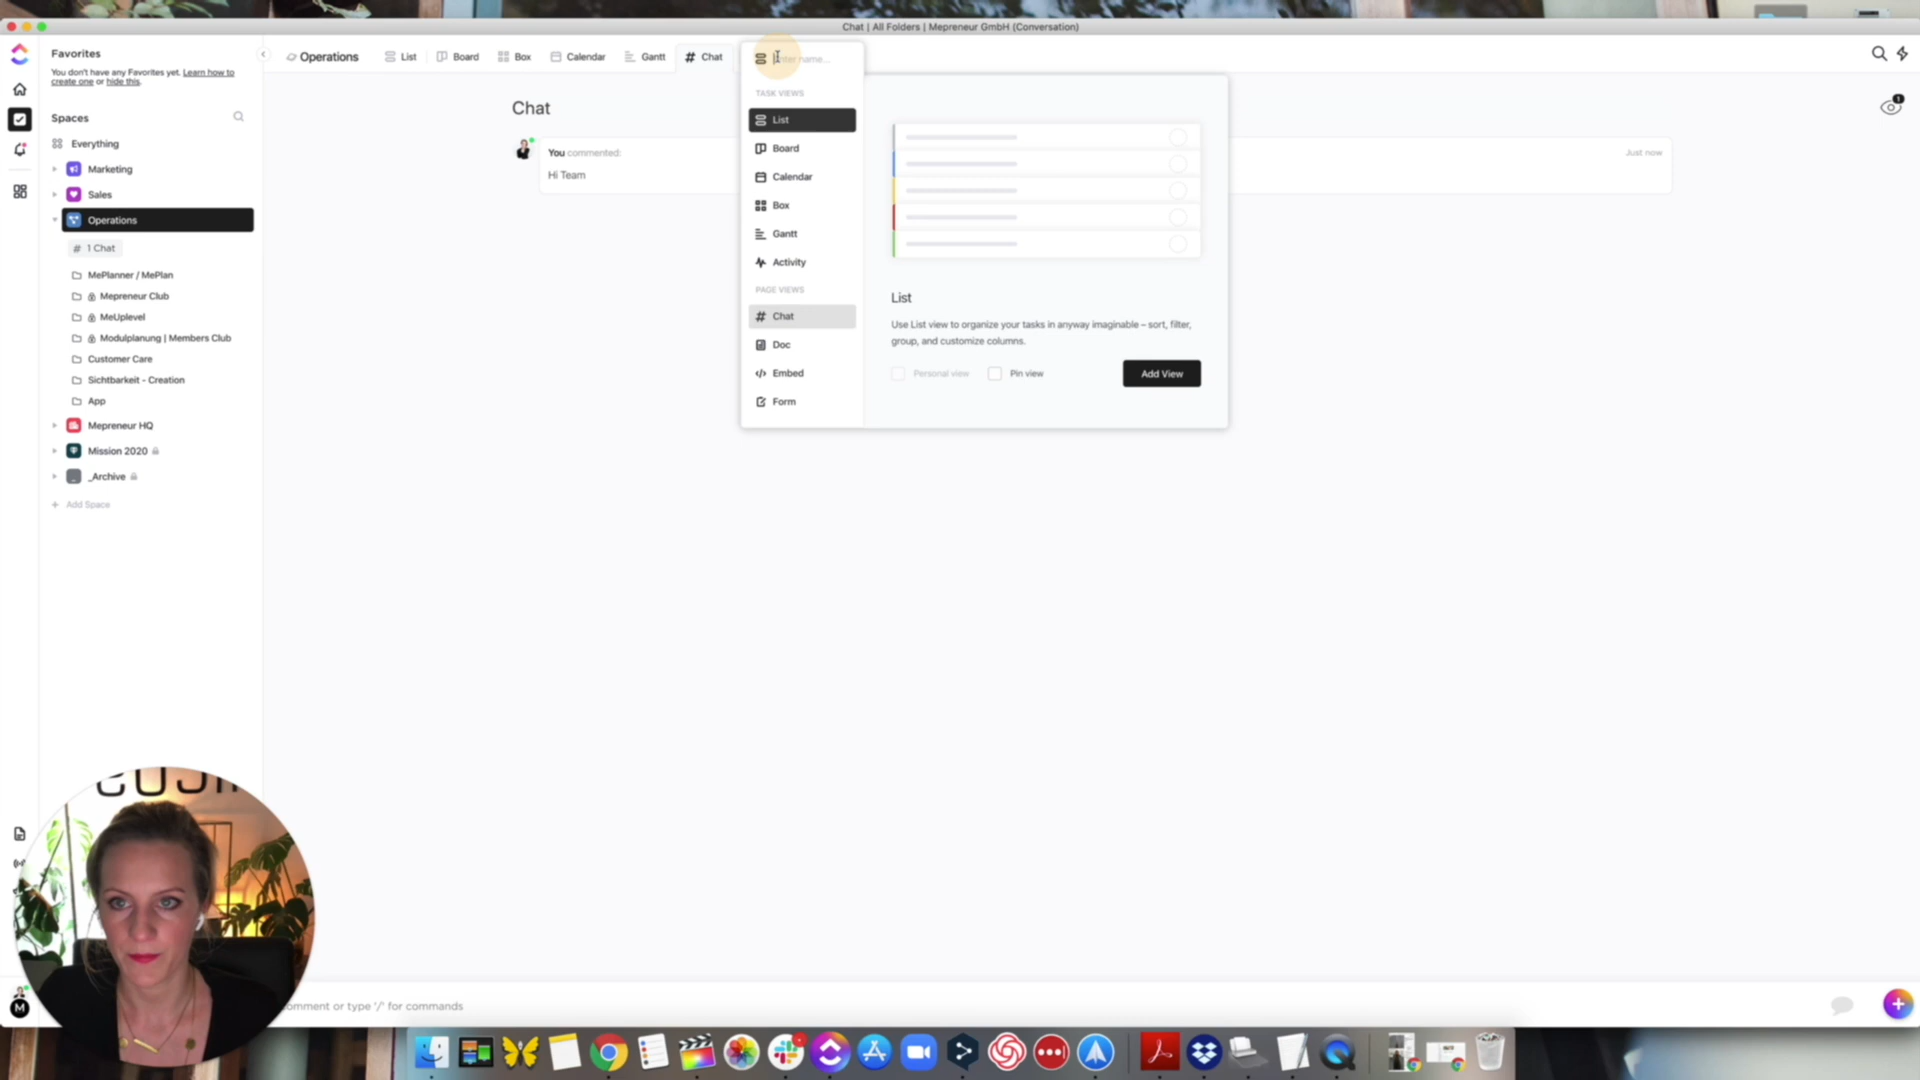 Chat | All Folders | Mepreneur GmbH (Conversation)
Favorites
You don't have any Favorites yet. Learn how to
create one or hide this.
Spaces
Everything
Marketing
Sales
Operations
# 1 Chat
MePlanner / MePlan
Mepreneur Club
MeUplevel
Modulplanung | Members Club
Customer Care
Sichtbarkeit - Creation
App
Mepreneur HQ
Mission 2020
_Archive
+ Add Space
Operations
List
Board
Box
Calendar
Gantt
# Chat
Enter name...
TASK VIEWS
List
Board
Calendar
Box
Gantt
Activity
PAGE VIEWS
# Chat
Doc
Embed
Form
Chat
You commented:
Just now
Hi Team
List
Use List view to organize your tasks in anyway imaginable – sort, filter,
group, and customize columns.
Personal view
Pin view
Add View
1
omment or type '/' for commands
M